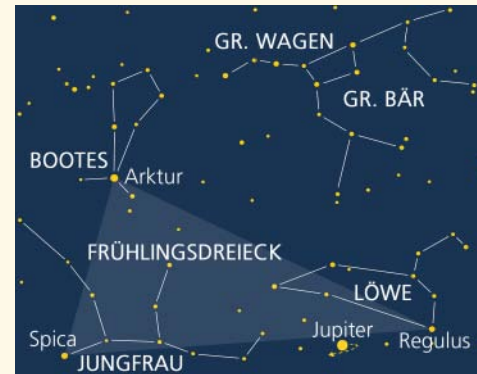 GR. WAGEN
GR. BÄR
BOOTES
Arktur
FRÜHLINGSDREIECK
LÖWE
Spica
Jupiter
Regulus
JUNGFRAU